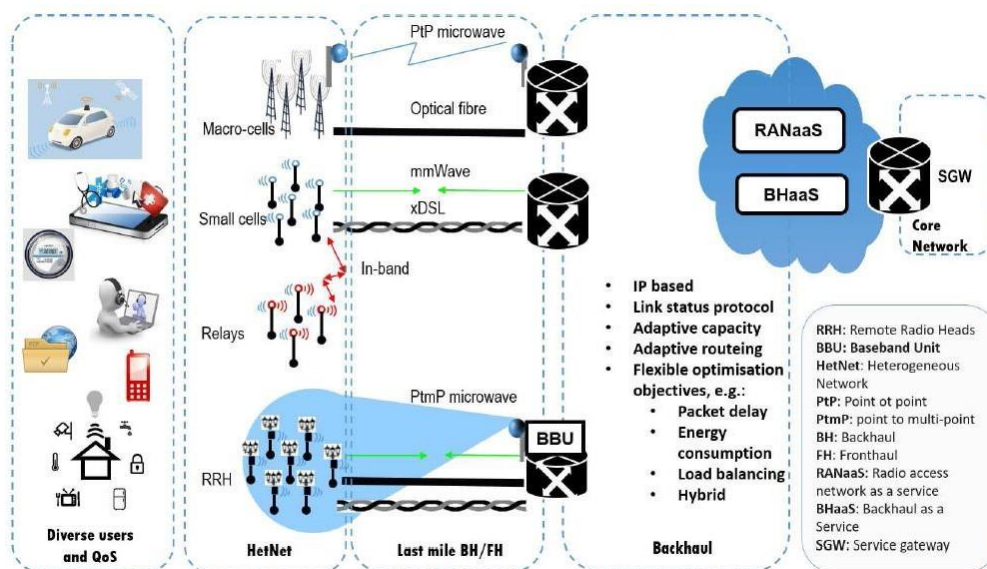 PtP microwave
Optical fibre
Macro-cells
mmWave
xDSL
Small cells
In-band
Relays
PtmP microwave
BBU
RRH
Diverse users
and QoS
HetNet
Last mile BH/FH
Backhaul
RANaaS
BHaaS
SGW
Core
Network
• IP based
• Link status protocol
• Adaptive capacity
• Adaptive routeing
• Flexible optimisation
objectives, e.g.:
• Packet delay
• Energy
consumption
• Load balancing
• Hybrid
RRH: Remote Radio Heads
BBU: Baseband Unit
HetNet: Heterogeneous
Network
PtP: Point ot point
PtmP: point to multi-point
BH: Backhaul
FH: Fronthaul
RANaaS: Radio access
network as a service
BHaaS: Backhaul as a
Service
SGW: Service gateway